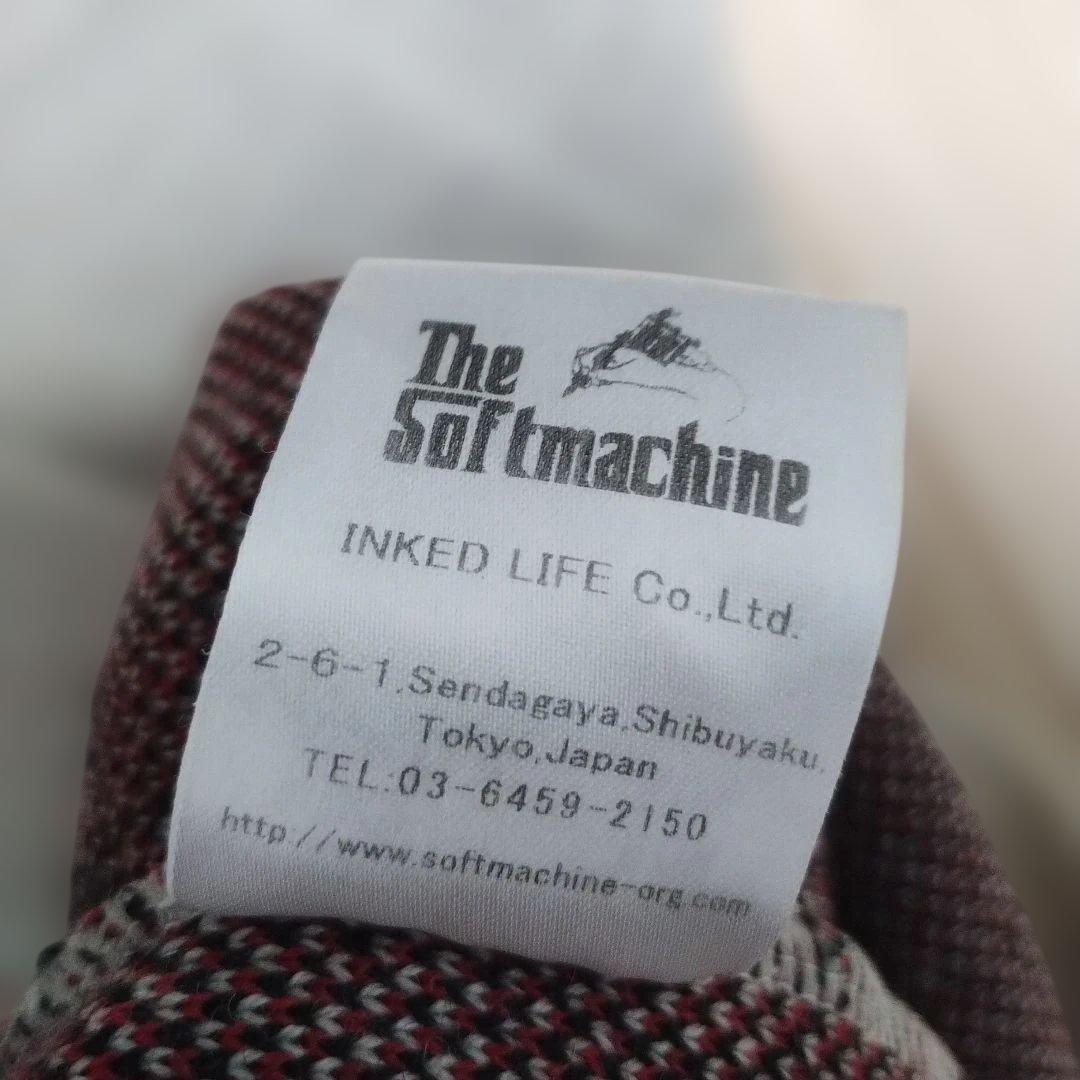 The
Softmachine
INKED LIFE Co.,Ltd.
2-6-1,Sendagaya,Shibuyaku,
Tokyo,Japan
TEL:03-6459-2150
http://www.softmachine-org.com